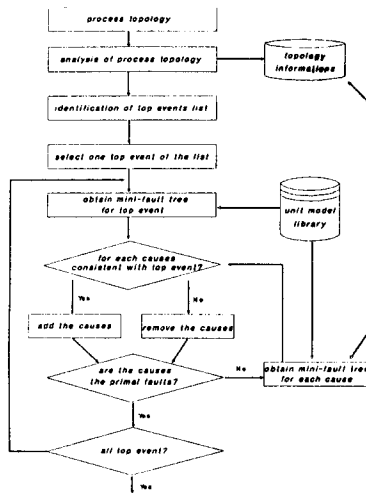 process topology
analysis of process topology
topology
informations
identification of top events list
select one top event of the list
obtain mini-fault tree
for top event
unit model
library
for each causes
consistent with top event?
Yes
No
add the causes
remove the causes
are the causes
the primal faults?
No
obtain mini-fault tree
for each cause
Yes
all top event?
Yes